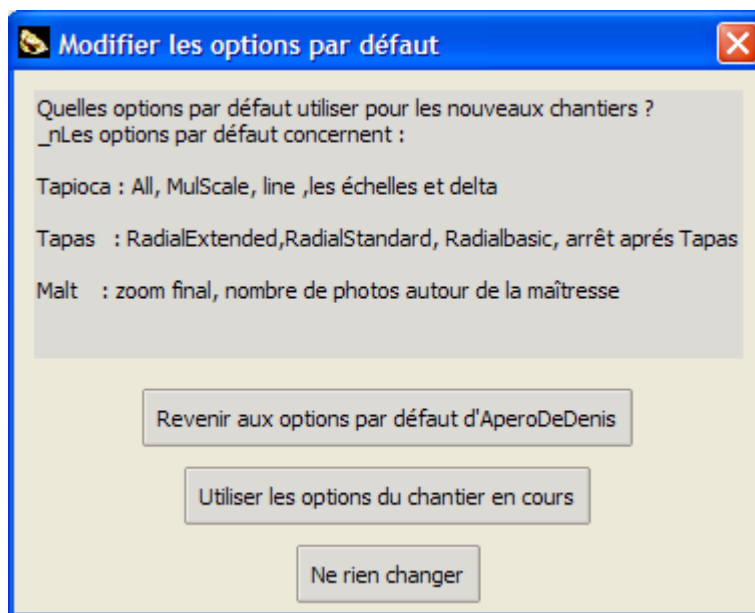 Modifier les options par défaut
Quelles options par défaut utiliser pour les nouveaux chantiers ?
_nLes options par défaut concernent :
Tapioca : All, MulScale, line ,les échelles et delta
Tapas : RadialExtended,RadialStandard, Radialbasic, arrêt aprés Tapas
Malt : zoom final, nombre de photos autour de la maîtresse
Revenir aux options par défaut d'AperoDeDenis
Utiliser les options du chantier en cours
Ne rien changer